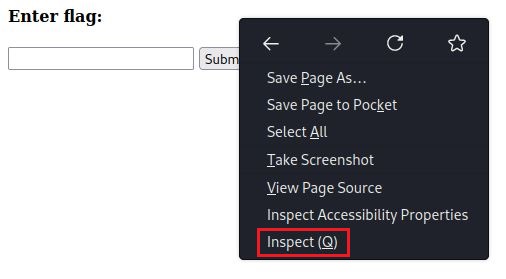 Enter flag:
Subm
Save Page As…
Save Page to Pocket
Select All
Take Screenshot
View Page Source
Inspect Accessibility Properties
Inspect (Q)